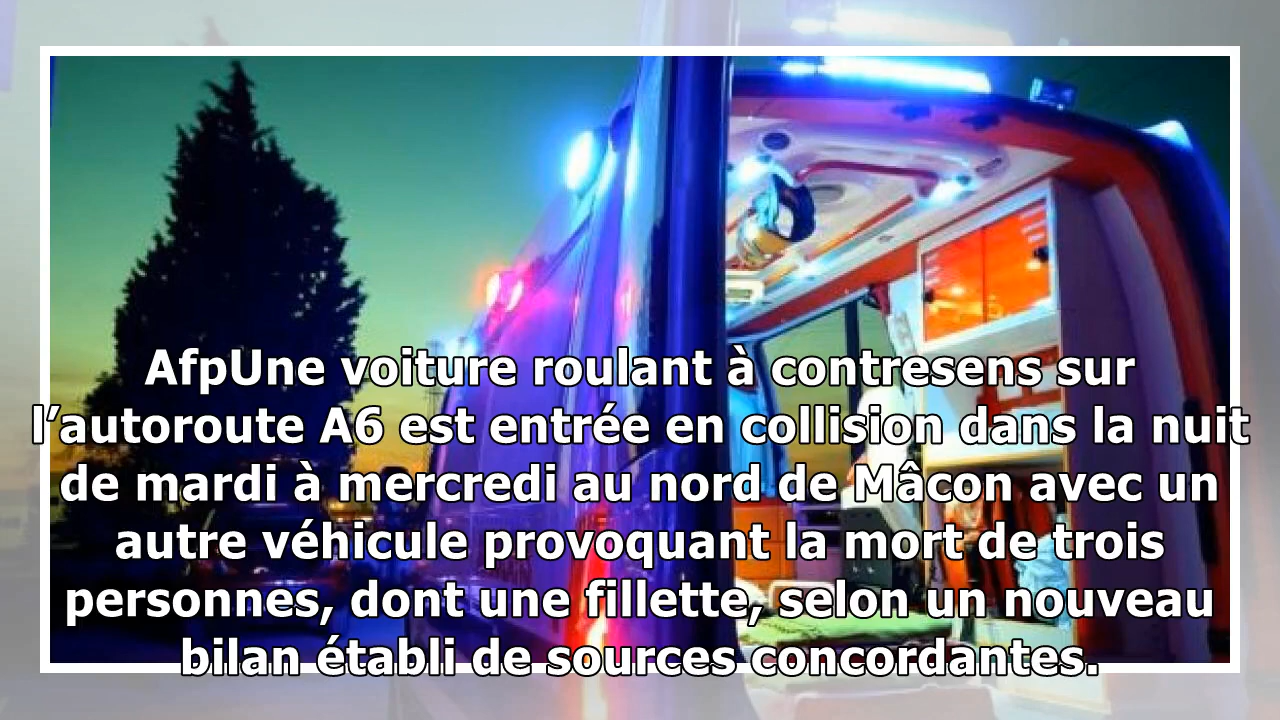 AfpUne voiture roulant à contresens sur
l’autoroute A6 est entrée en collision dans la nuit
de mardi à mercredi au nord de Mâcon avec un
autre véhicule provoquant la mort de trois
personnes, dont une fillette, selon un nouveau
bilan établi de sources concordantes.